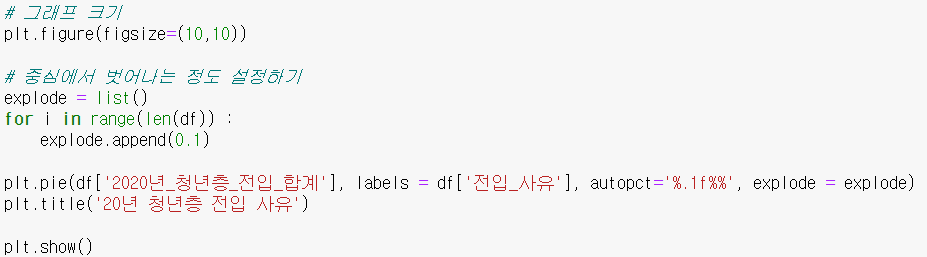 # 그래프 크기
plt.figure(figsize=(10,10))
# 중심에서 벗어나는 정도 설정하기
explode = list()
for i in range(len(df)) :
    explode.append(0.1)
plt.pie(df['2020년_청년층_전입_합계'], labels = df['전입_사유'], autopct='%.1f%%', explode = explode)
plt.title('20년 청년층 전입 사유')
plt.show()